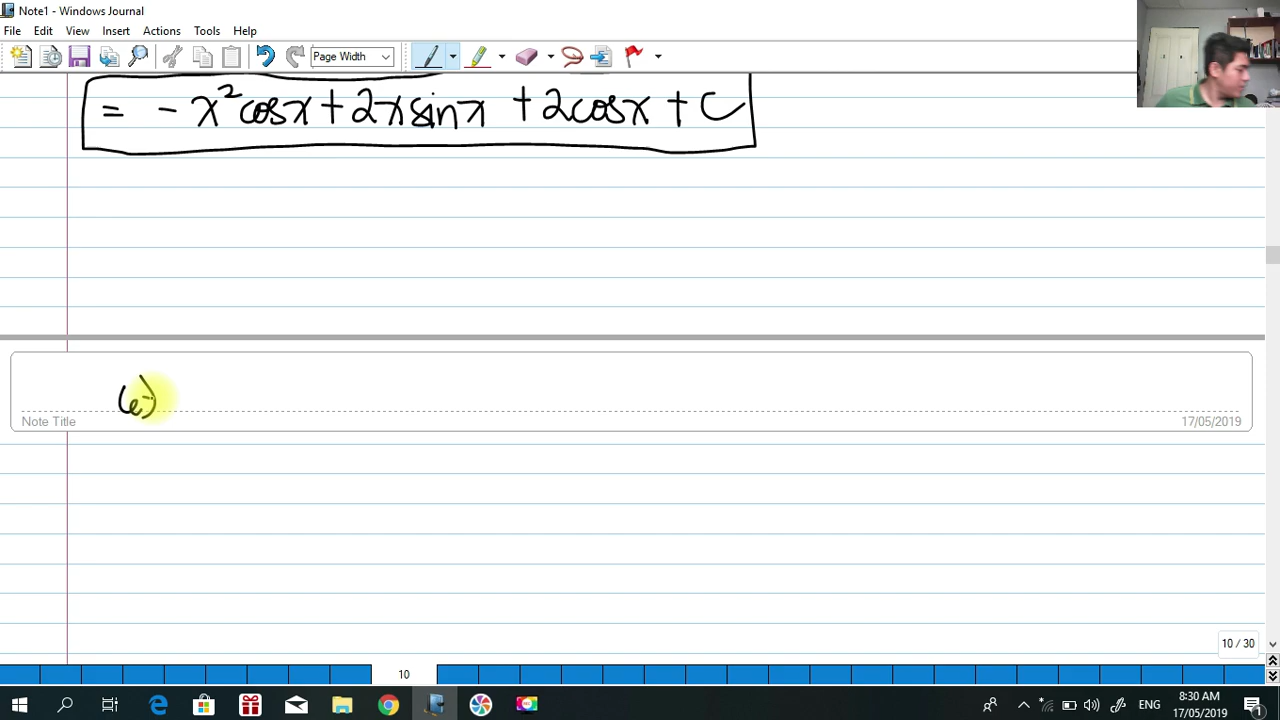 Note1 - Windows Journal
File Edit View Insert Actions Tools Help
Page Width
= - x²cosx + 2xsinx + 2cosx + C
(e)
Note Title 17/05/2019
10 / 30
10
8:30 AM
ENG
17/05/2019
1